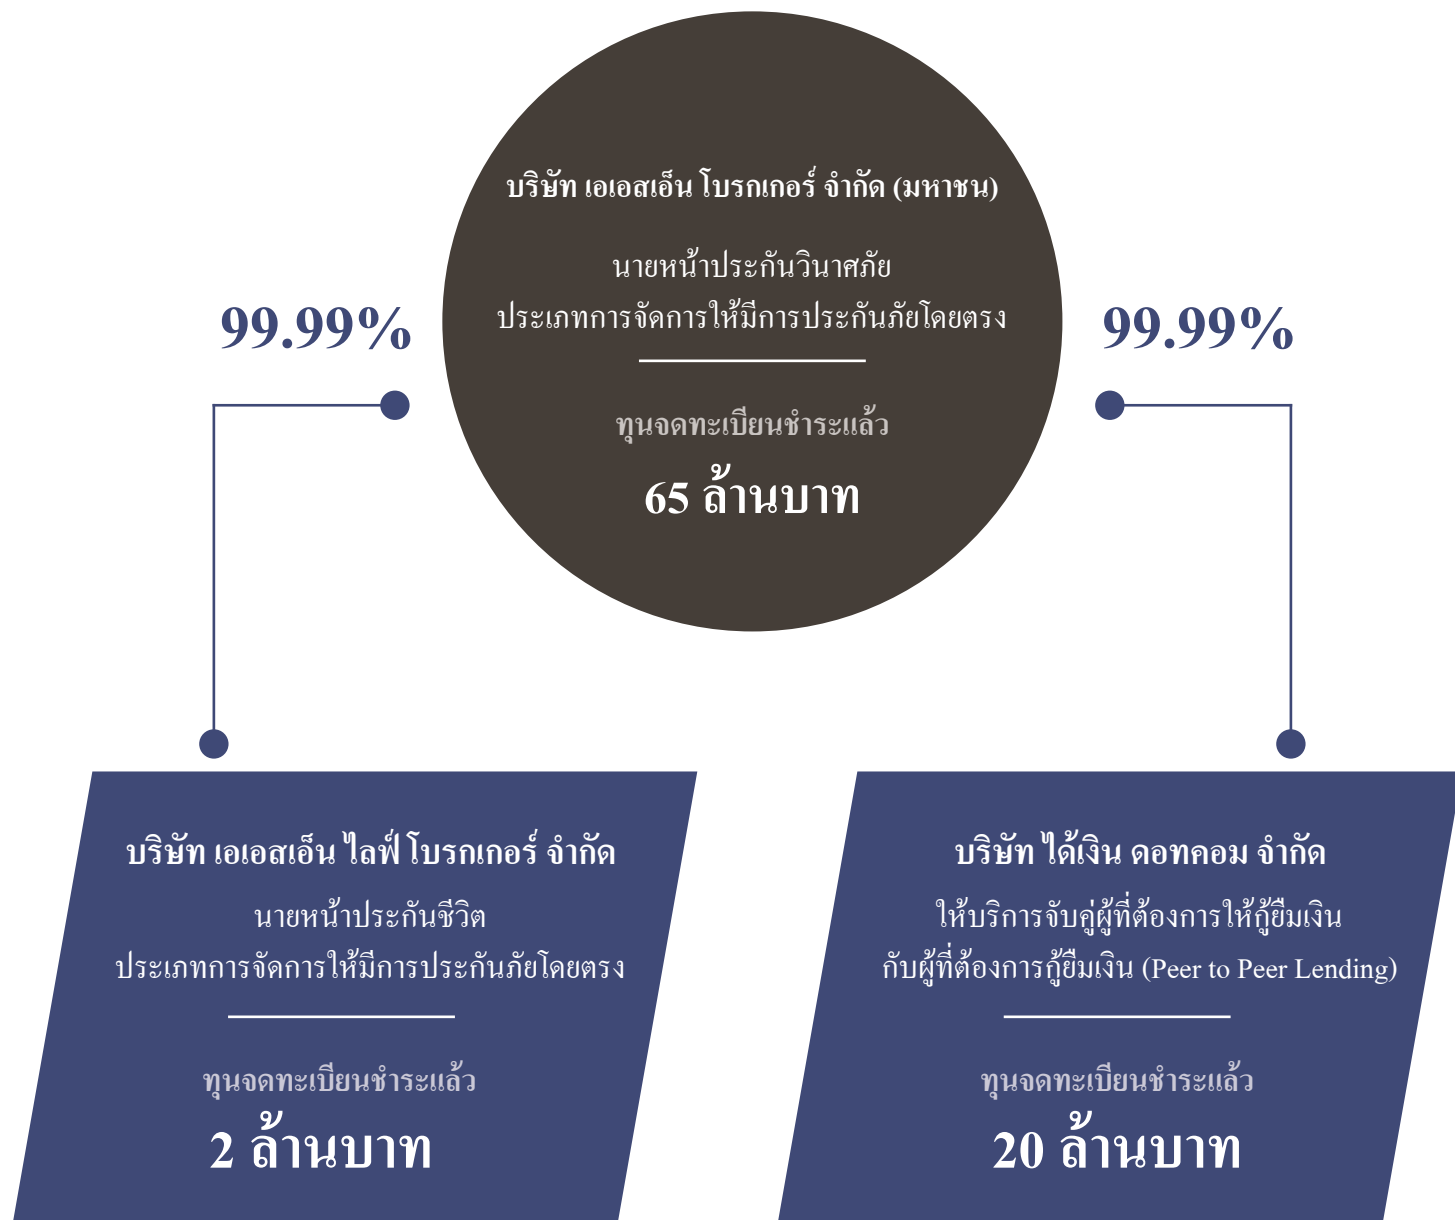 บริษัท เอเอสเอ็น โบรกเกอร์ จำกัด (มหาชน)
นายหน้าประกันวินาศภัย
ประเภทการจัดการให้มีการประกันภัยโดยตรง
99.99%
99.99%
ทุนจดทะเบียนชำระแล้ว
65 ล้านบาท
บริษัท เอเอสเอ็น ไลฟ์ โบรกเกอร์ จำกัด
นายหน้าประกันชีวิต
ประเภทการจัดการให้มีการประกันภัยโดยตรง
ทุนจดทะเบียนชำระแล้ว
2 ล้านบาท
บริษัท ได้เงิน ดอทคอม จำกัด
ให้บริการจับคู่ผู้ที่ต้องการให้กู้ยืมเงิน
กับผู้ที่ต้องการกู้ยืมเงิน (Peer to Peer Lending)
ทุนจดทะเบียนชำระแล้ว
20 ล้านบาท